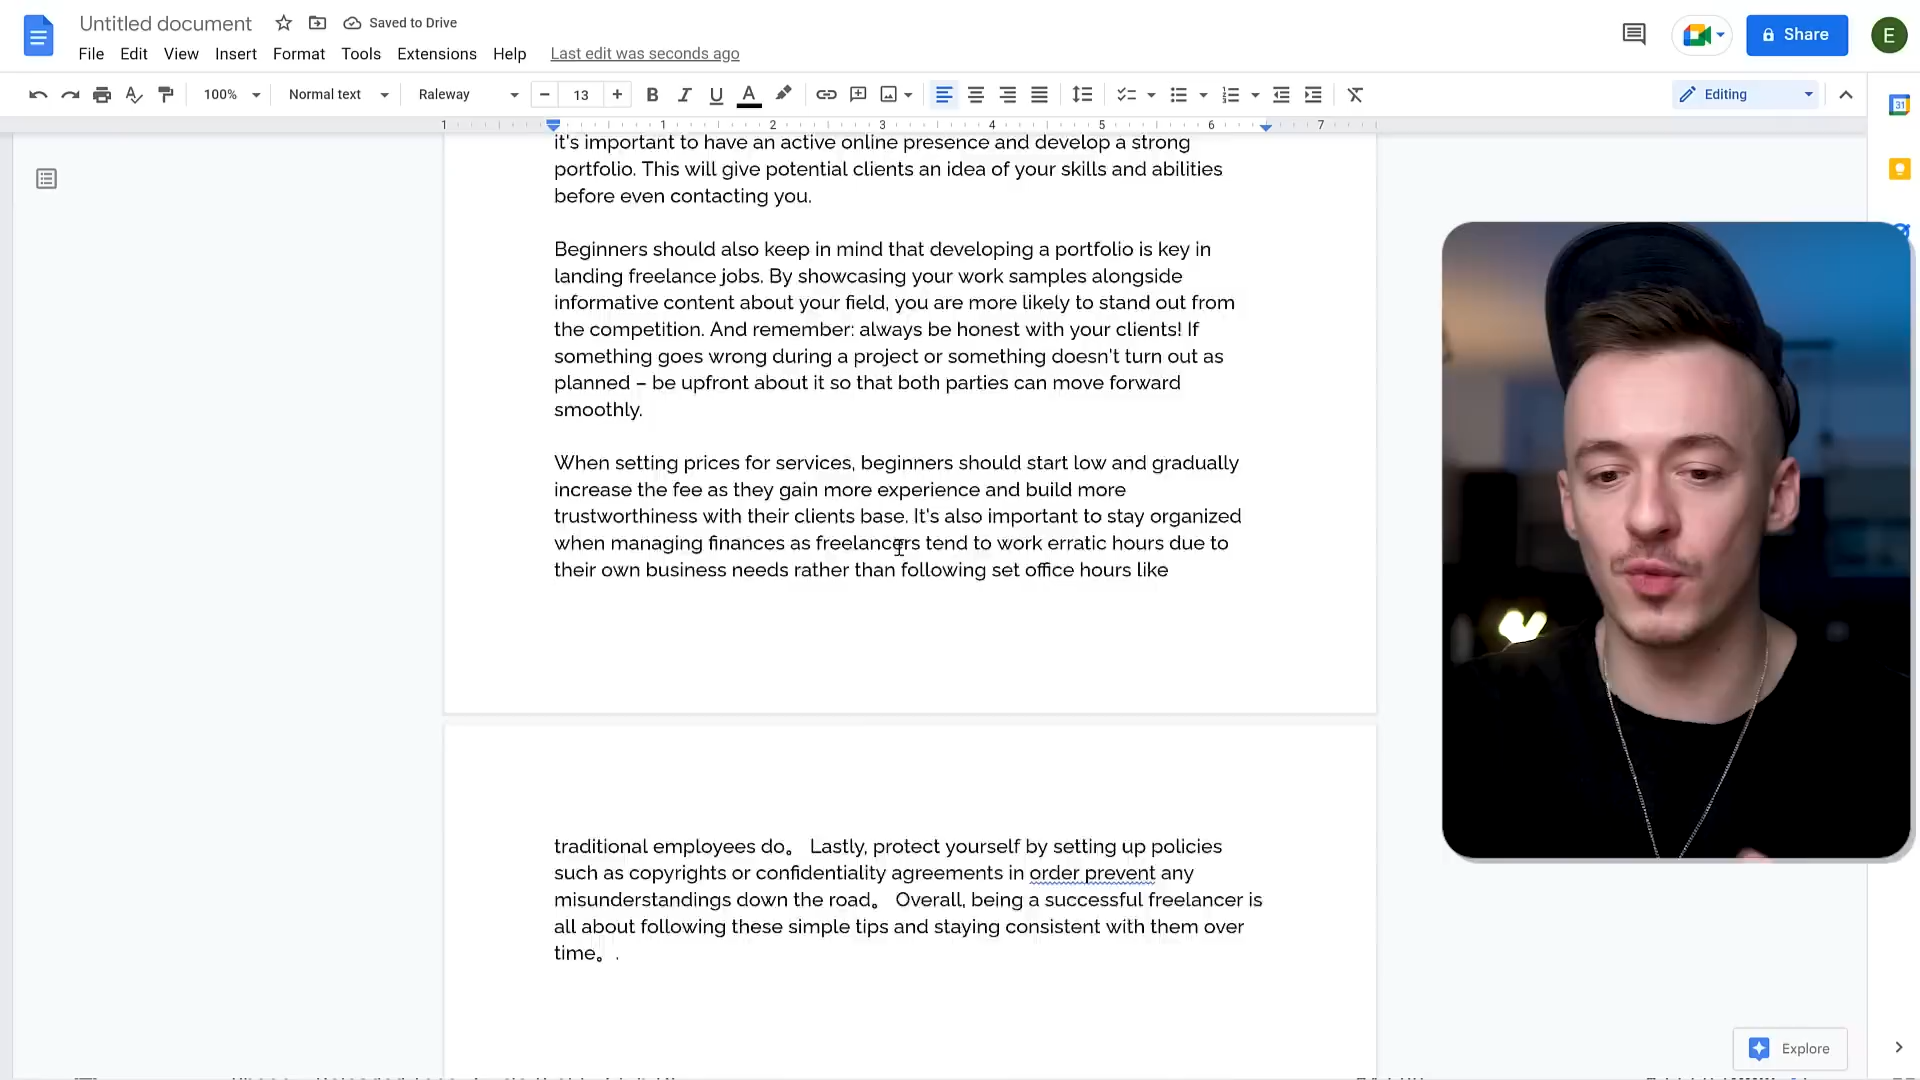 Untitled document
Saved to Drive
File Edit View Insert Format Tools Extensions Help Last edit was seconds ago
Share
E
100% Normal text Raleway 13 B I U A
Editing
31
1 1 2 3 4 5 6 7
it's important to have an active online presence and develop a strong
portfolio. This will give potential clients an idea of your skills and abilities
before even contacting you.
Beginners should also keep in mind that developing a portfolio is key in
landing freelance jobs. By showcasing your work samples alongside
informative content about your field, you are more likely to stand out from
the competition. And remember: always be honest with your clients! If
something goes wrong during a project or something doesn't turn out as
planned – be upfront about it so that both parties can move forward
smoothly.
When setting prices for services, beginners should start low and gradually
increase the fee as they gain more experience and build more
trustworthiness with their clients base. It's also important to stay organized
when managing finances as freelancers tend to work erratic hours due to
their own business needs rather than following set office hours like
traditional employees do。 Lastly, protect yourself by setting up policies
such as copyrights or confidentiality agreements in order prevent any
misunderstandings down the road。 Overall, being a successful freelancer is
all about following these simple tips and staying consistent with them over
time。 .
Explore